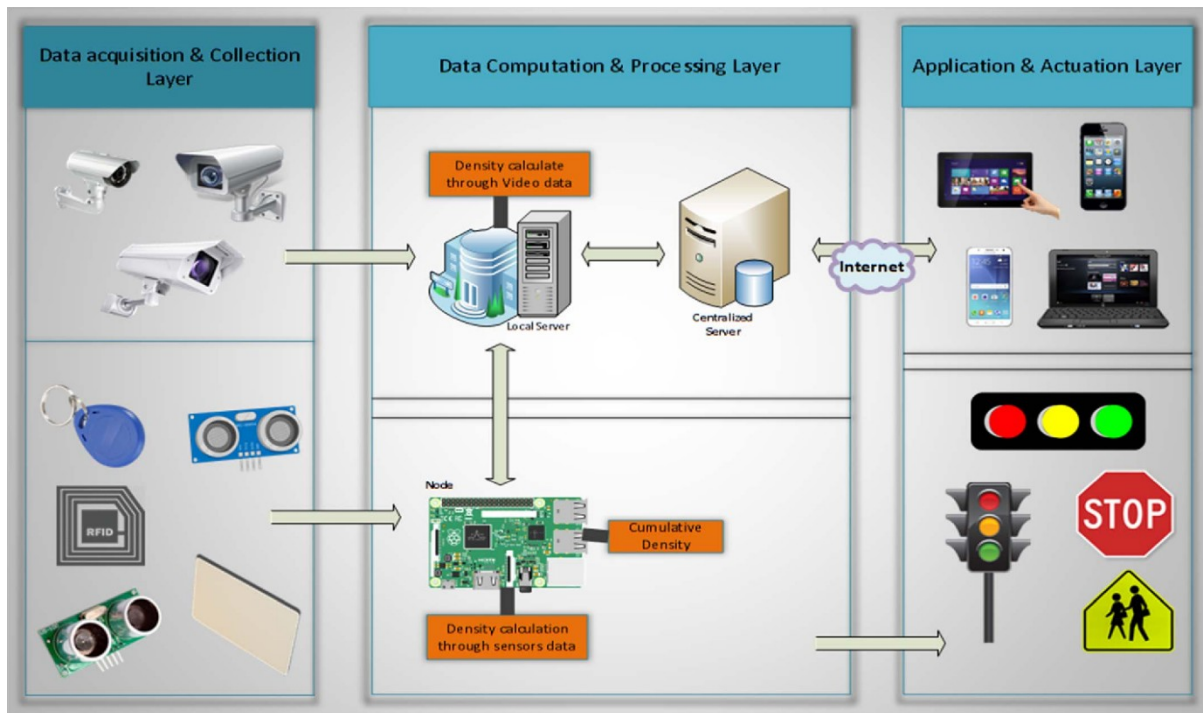 Data acquisition & Collection
Layer
Data Computation & Processing Layer
Application & Actuation Layer
Density calculate
through Video data
Local Server
Centralized
Server
Internet
Node
RFID
Cumulative
Density
Density calculation
through sensors data
STOP